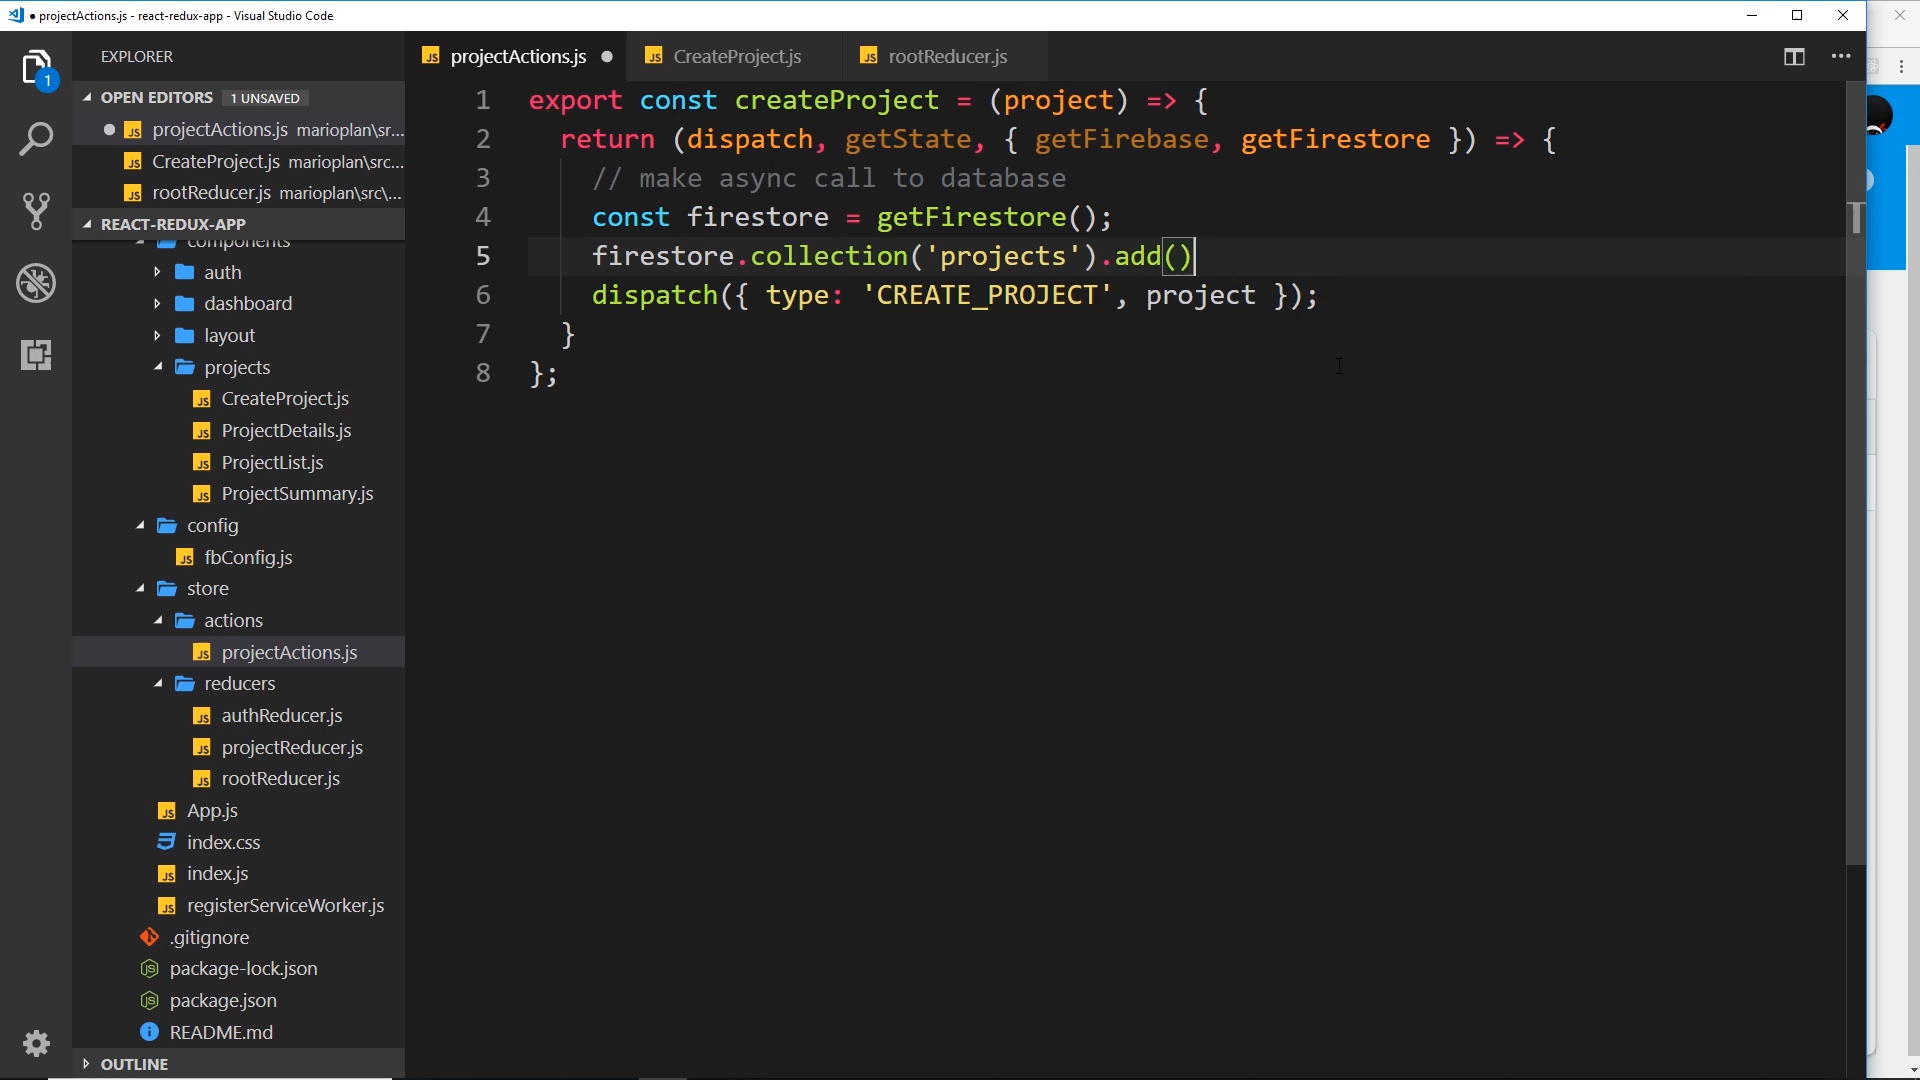 projectActions.js - react-redux-app - Visual Studio Code
EXPLORER
OPEN EDITORS 1 UNSAVED
projectActions.js marioplan\sr...
CreateProject.js marioplan\src...
rootReducer.js marioplan\src\...
REACT-REDUX-APP
components
auth
dashboard
layout
projects
CreateProject.js
ProjectDetails.js
ProjectList.js
ProjectSummary.js
config
fbConfig.js
store
actions
projectActions.js
reducers
authReducer.js
projectReducer.js
rootReducer.js
App.js
index.css
index.js
registerServiceWorker.js
.gitignore
package-lock.json
package.json
README.md
OUTLINE
1
projectActions.js CreateProject.js rootReducer.js
1 export const createProject = (project) => {
2 return (dispatch, getState, { getFirebase, getFirestore }) => {
3 // make async call to database
4 const firestore = getFirestore();
5 firestore.collection('projects').add()
6 dispatch({ type: 'CREATE_PROJECT', project });
7 }
8 };